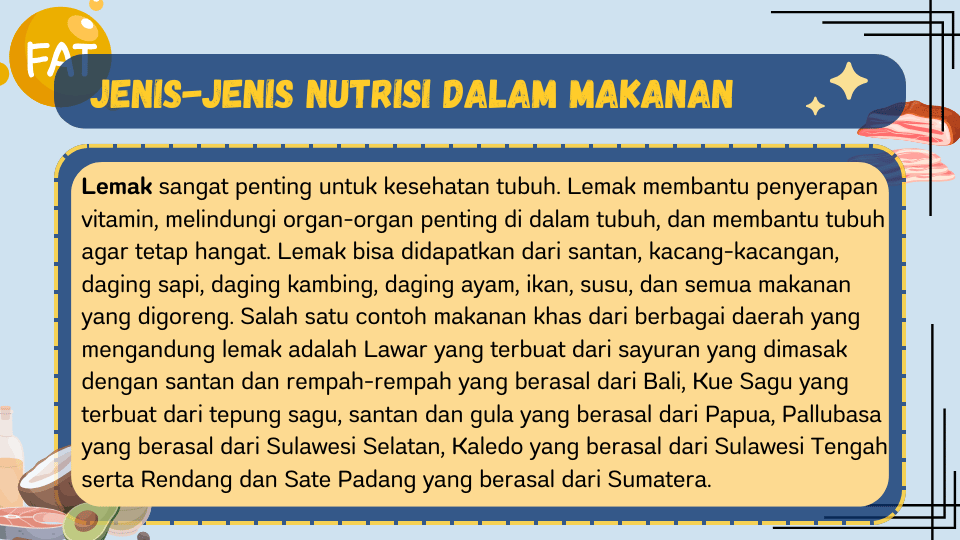 FAT
JENIS-JENIS NUTRISI DALAM MAKANAN
Lemak sangat penting untuk kesehatan tubuh. Lemak membantu penyerapan
vitamin, melindungi organ-organ penting di dalam tubuh, dan membantu tubuh
agar tetap hangat. Lemak bisa didapatkan dari santan, kacang-kacangan,
daging sapi, daging kambing, daging ayam, ikan, susu, dan semua makanan
yang digoreng. Salah satu contoh makanan khas dari berbagai daerah yang
mengandung lemak adalah Lawar yang terbuat dari sayuran yang dimasak
dengan santan dan rempah-rempah yang berasal dari Bali, Kue Sagu yang
terbuat dari tepung sagu, santan dan gula yang berasal dari Papua, Pallubasa
yang berasal dari Sulawesi Selatan, Kaledo yang berasal dari Sulawesi Tengah
serta Rendang dan Sate Padang yang berasal dari Sumatera.